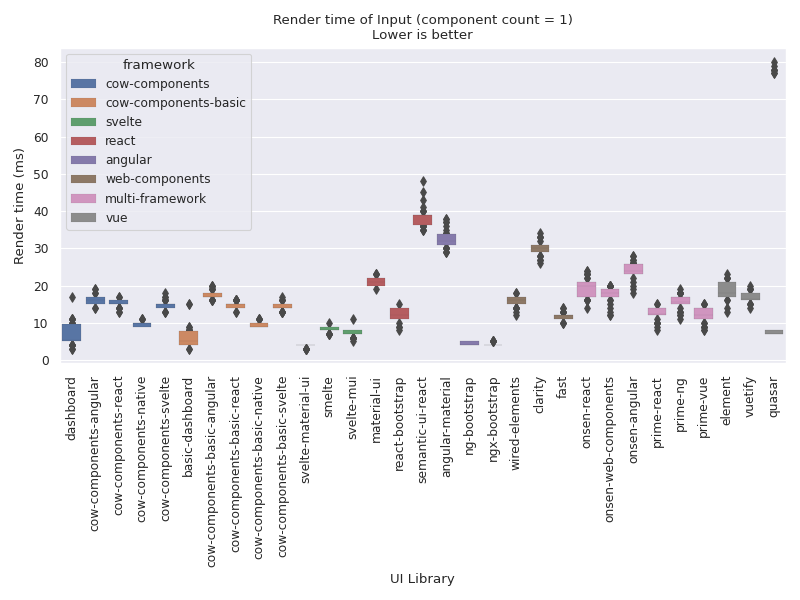 Render time of Input (component count = 1)
Lower is better
Render time (ms)
80
70
60
50
40
30
20
10
0
framework
cow-components
cow-components-basic
svelte
react
angular
web-components
multi-framework
vue
dashboard
cow-components-angular
cow-components-react
cow-components-native
cow-components-svelte
basic-dashboard
cow-components-basic-angular
cow-components-basic-react
cow-components-basic-native
cow-components-basic-svelte
svelte-material-ui
smelte
svelte-mui
material-ui
react-bootstrap
semantic-ui-react
angular-material
ng-bootstrap
ngx-bootstrap
wired-elements
clarity
fast
onsen-react
onsen-web-components
onsen-angular
prime-react
prime-ng
prime-vue
element
vuetify
quasar
UI Library